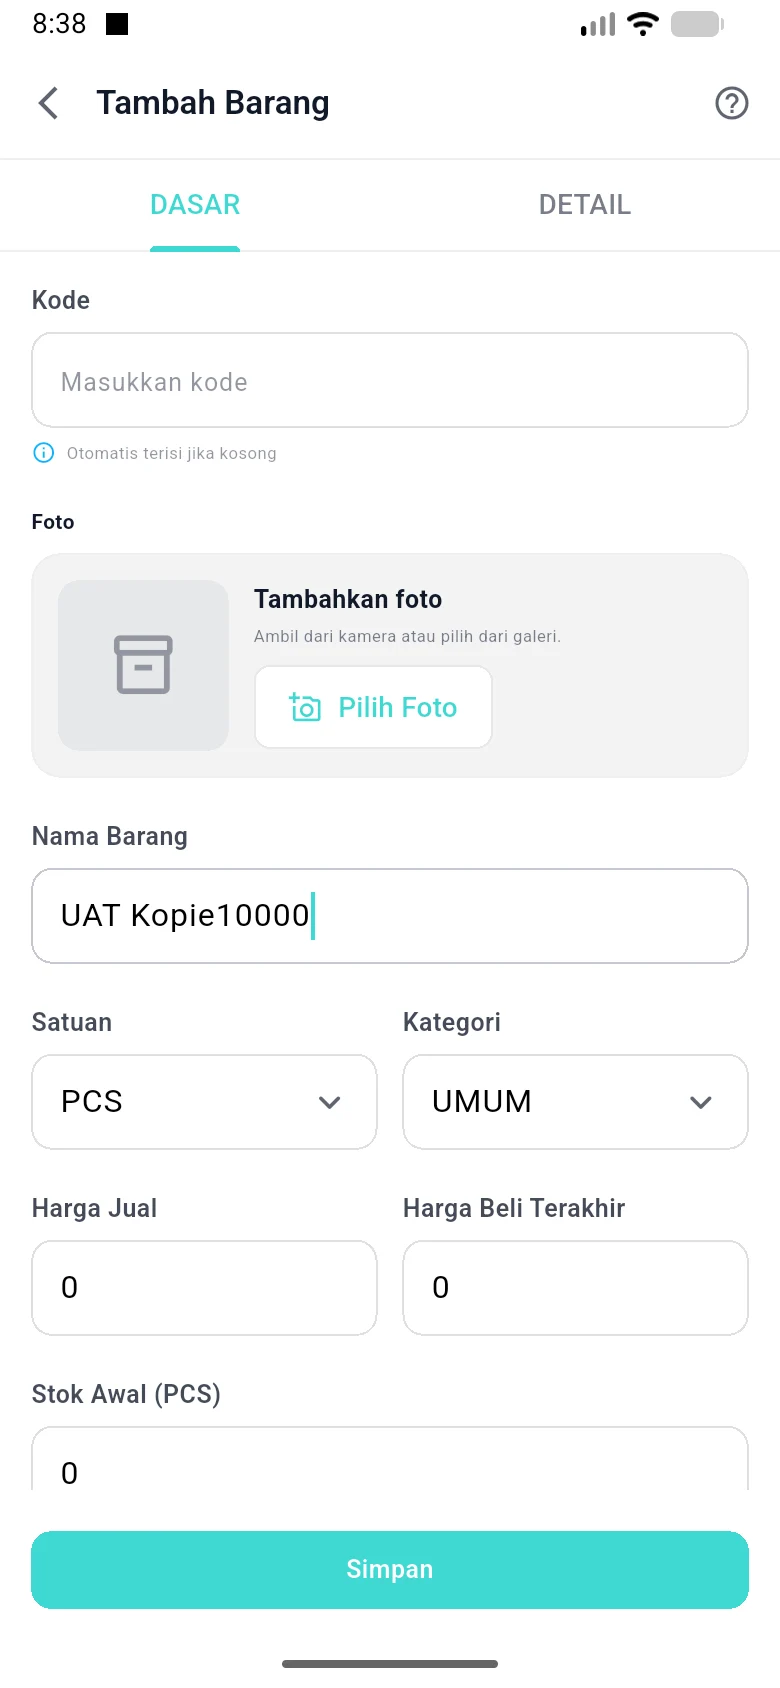 8:38
Tambah Barang
DASAR DETAIL
Kode
Masukkan kode
Otomatis terisi jika kosong
Foto
Tambahkan foto
Ambil dari kamera atau pilih dari galeri.
Pilih Foto
Nama Barang
UAT Kopie10000
Satuan Kategori
PCS UMUM
Harga Jual Harga Beli Terakhir
0 0
Stok Awal (PCS)
0
Simpan